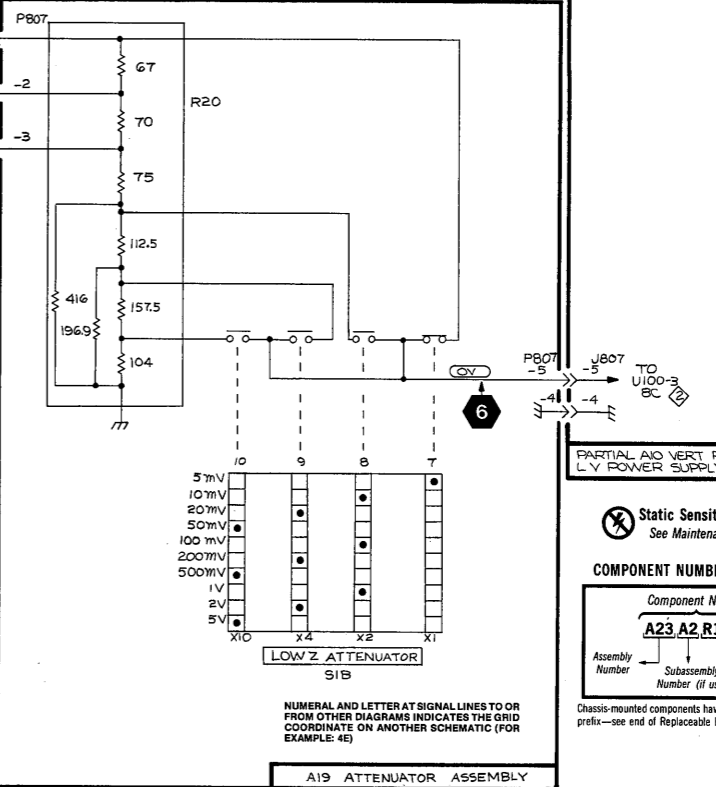 P807
67
-2
R20
70
-3
75
112.5
416
157.5
196.9
104
P807
J807
-5
-5
TO
U100-3
8C
2
0V
-4
-4
6
10
9
8
7
PARTIAL A10 VERT
L V POWER SUPPLY
5mV
10mV
20mV
50mV
100 mV
200mV
500mV
1V
2V
5V
X10
X4
X2
X1
LOW Z ATTENUATOR
S1B
Static Sensit
See Maintena
COMPONENT NUMBE
Component N
A23 A2 R
Assembly
Number
Subassembly
Number (if us
Chassis-mounted components hav
prefix—see end of Replaceable
NUMERAL AND LETTER AT SIGNAL LINES TO OR
FROM OTHER DIAGRAMS INDICATES THE GRID
COORDINATE ON ANOTHER SCHEMATIC (FOR
EXAMPLE: 4E)
A19 ATTENUATOR ASSEMBLY